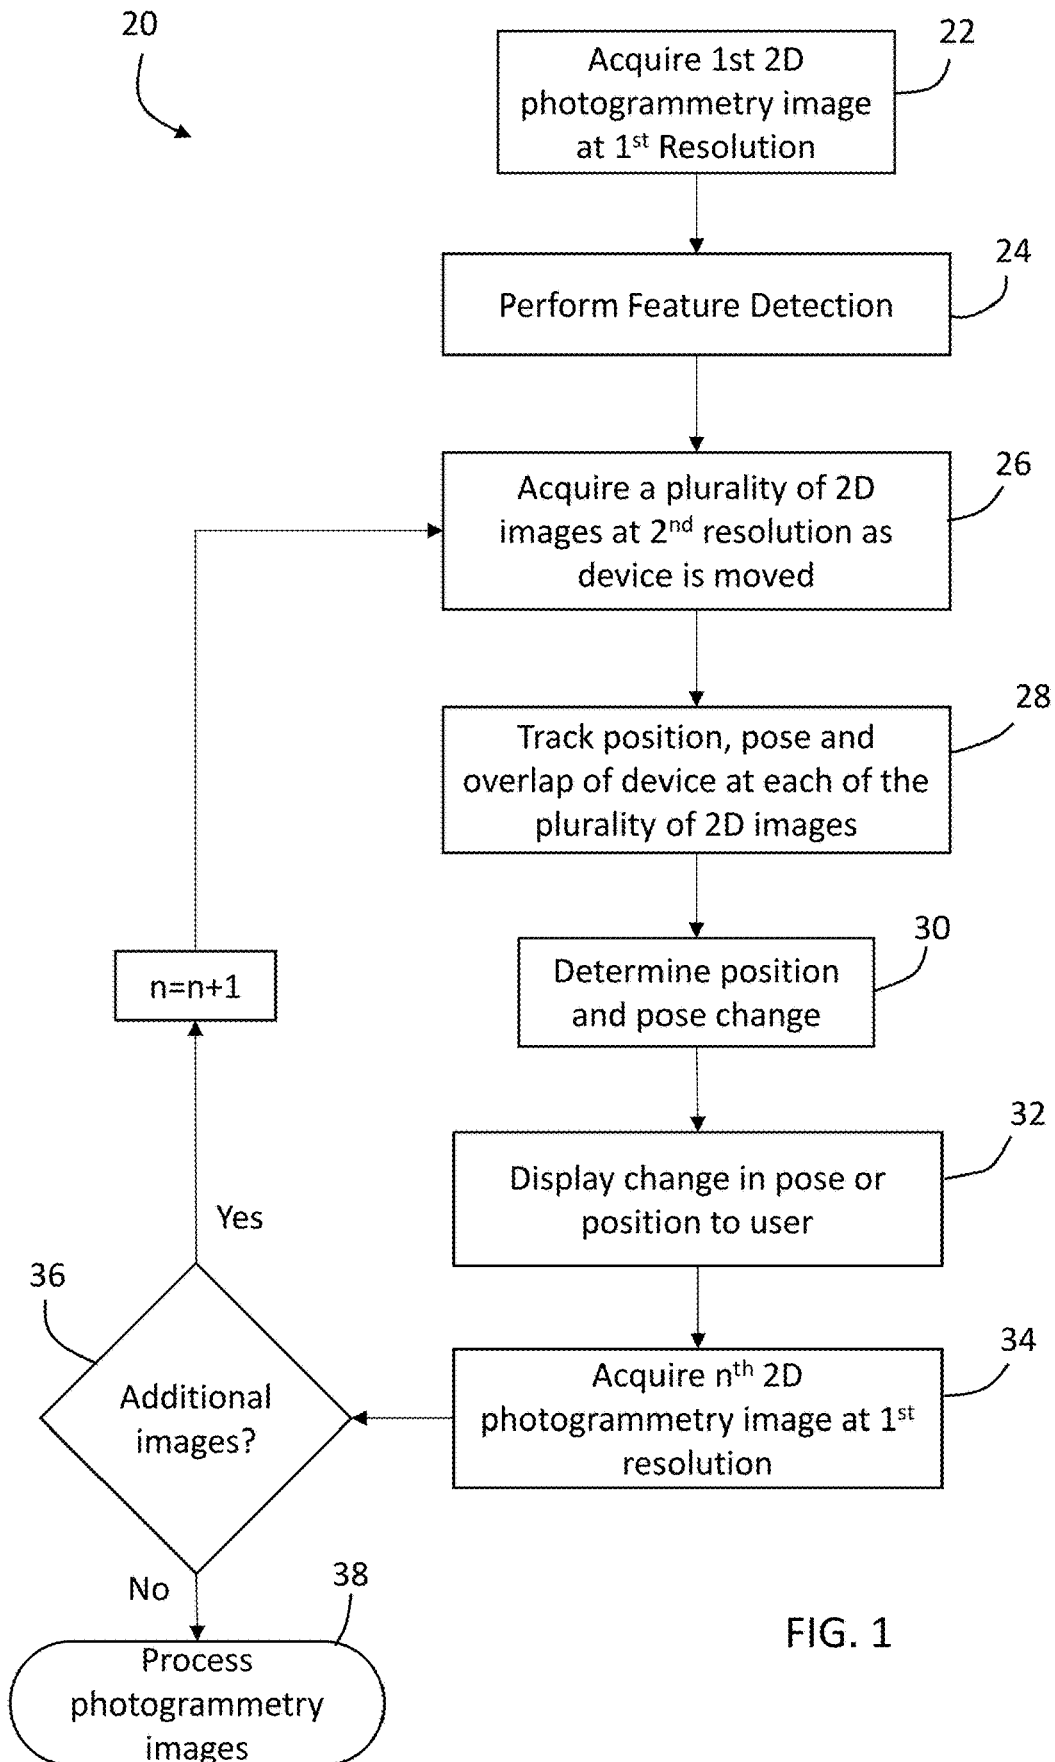 20
22
Acquire 1st 2D
photogrammetry image
at 1st Resolution
24
Perform Feature Detection
26
Acquire a plurality of 2D
images at 2nd resolution as
device is moved
28
Track position, pose and
overlap of device at each of the
plurality of 2D images
30
Determine position
and pose change
n=n+1
32
Display change in pose or
position to user
Yes
34
Acquire nth 2D
photogrammetry image at 1st
resolution
36
Additional
images?
No
38
Process
photogrammetry
images
FIG. 1